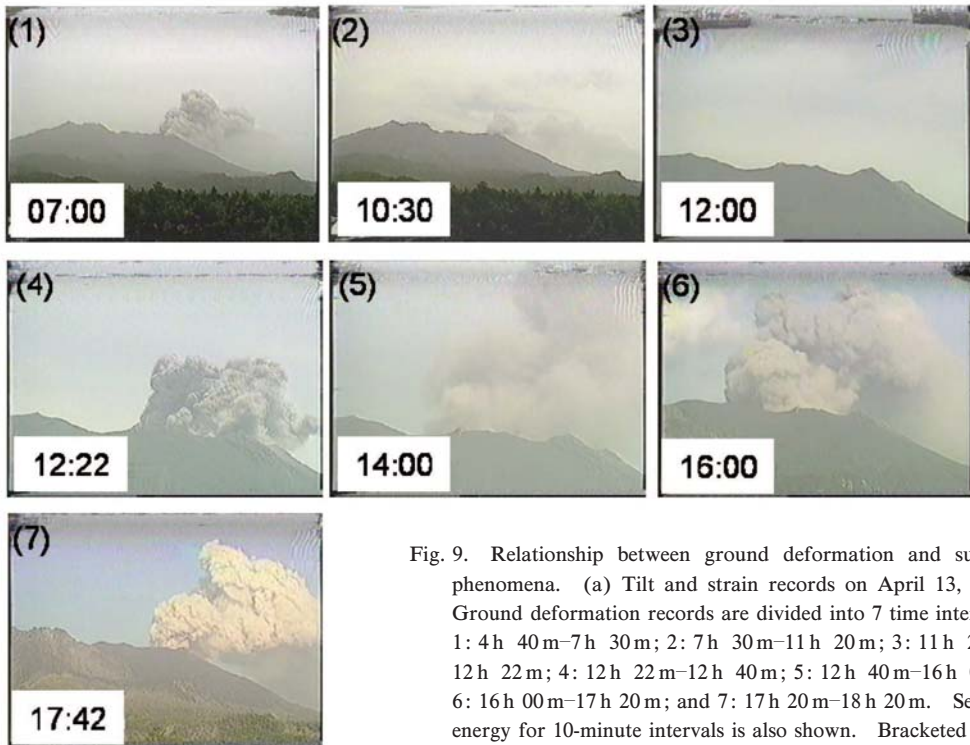 (1)
(2)
(3)
07:00
10:30
12:00
(4)
(5)
(6)
12:22
14:00
16:00
(7)
17:42
Fig. 9. Relationship between ground deformation and su
phenomena. (a) Tilt and strain records on April 13,
Ground deformation records are divided into 7 time inter
1: 4 h 40 m–7 h 30 m; 2: 7 h 30 m–11 h 20 m; 3: 11 h 2
12 h 22 m; 4: 12 h 22 m–12 h 40 m; 5: 12 h 40 m–16 h
6: 16 h 00 m–17 h 20 m; and 7: 17 h 20 m–18 h 20 m. Se
energy for 10-minute intervals is also shown. Bracketed